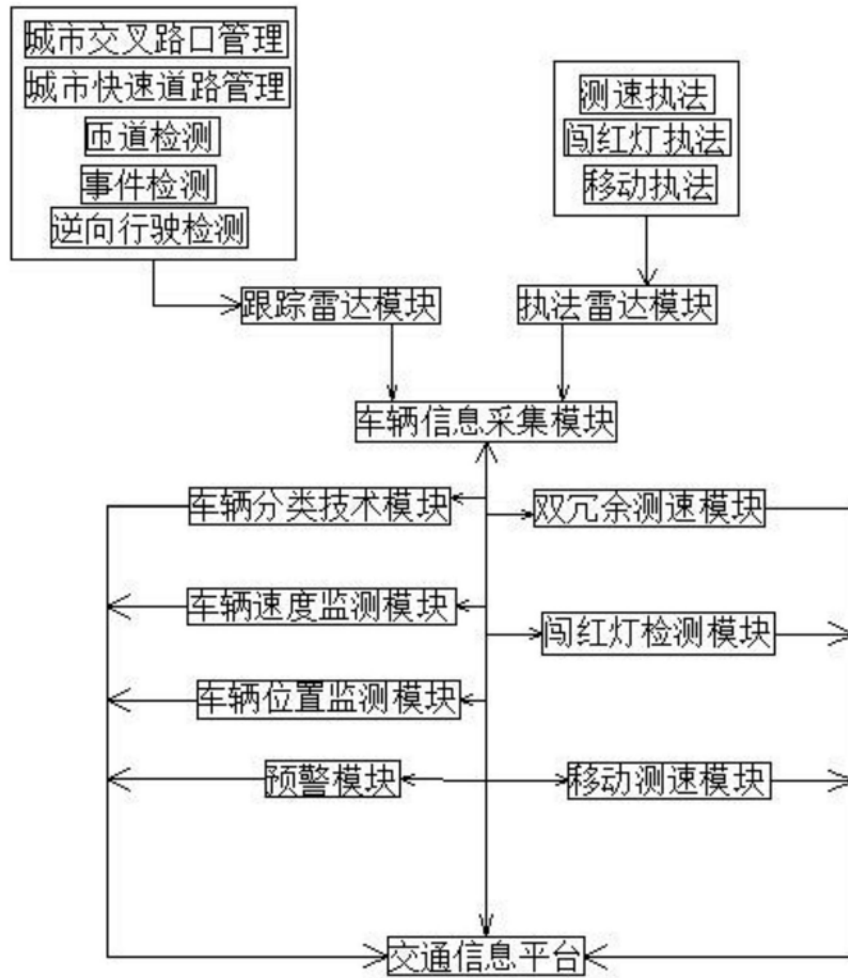 城市交叉路口管理
城市快速道路管理
匝道检测
事件检测
逆向行驶检测
测速执法
闯红灯执法
移动执法
跟踪雷达模块
执法雷达模块
车辆信息采集模块
车辆分类技术模块
双冗余测速模块
车辆速度监测模块
闯红灯检测模块
车辆位置监测模块
预警模块
移动测速模块
交通信息平台